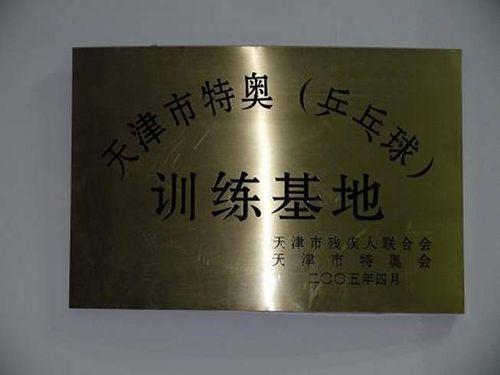 天津市特奥（乒乓球）
训练基地
天津市残疾人联合会
天津市特奥会
二〇〇五年四月